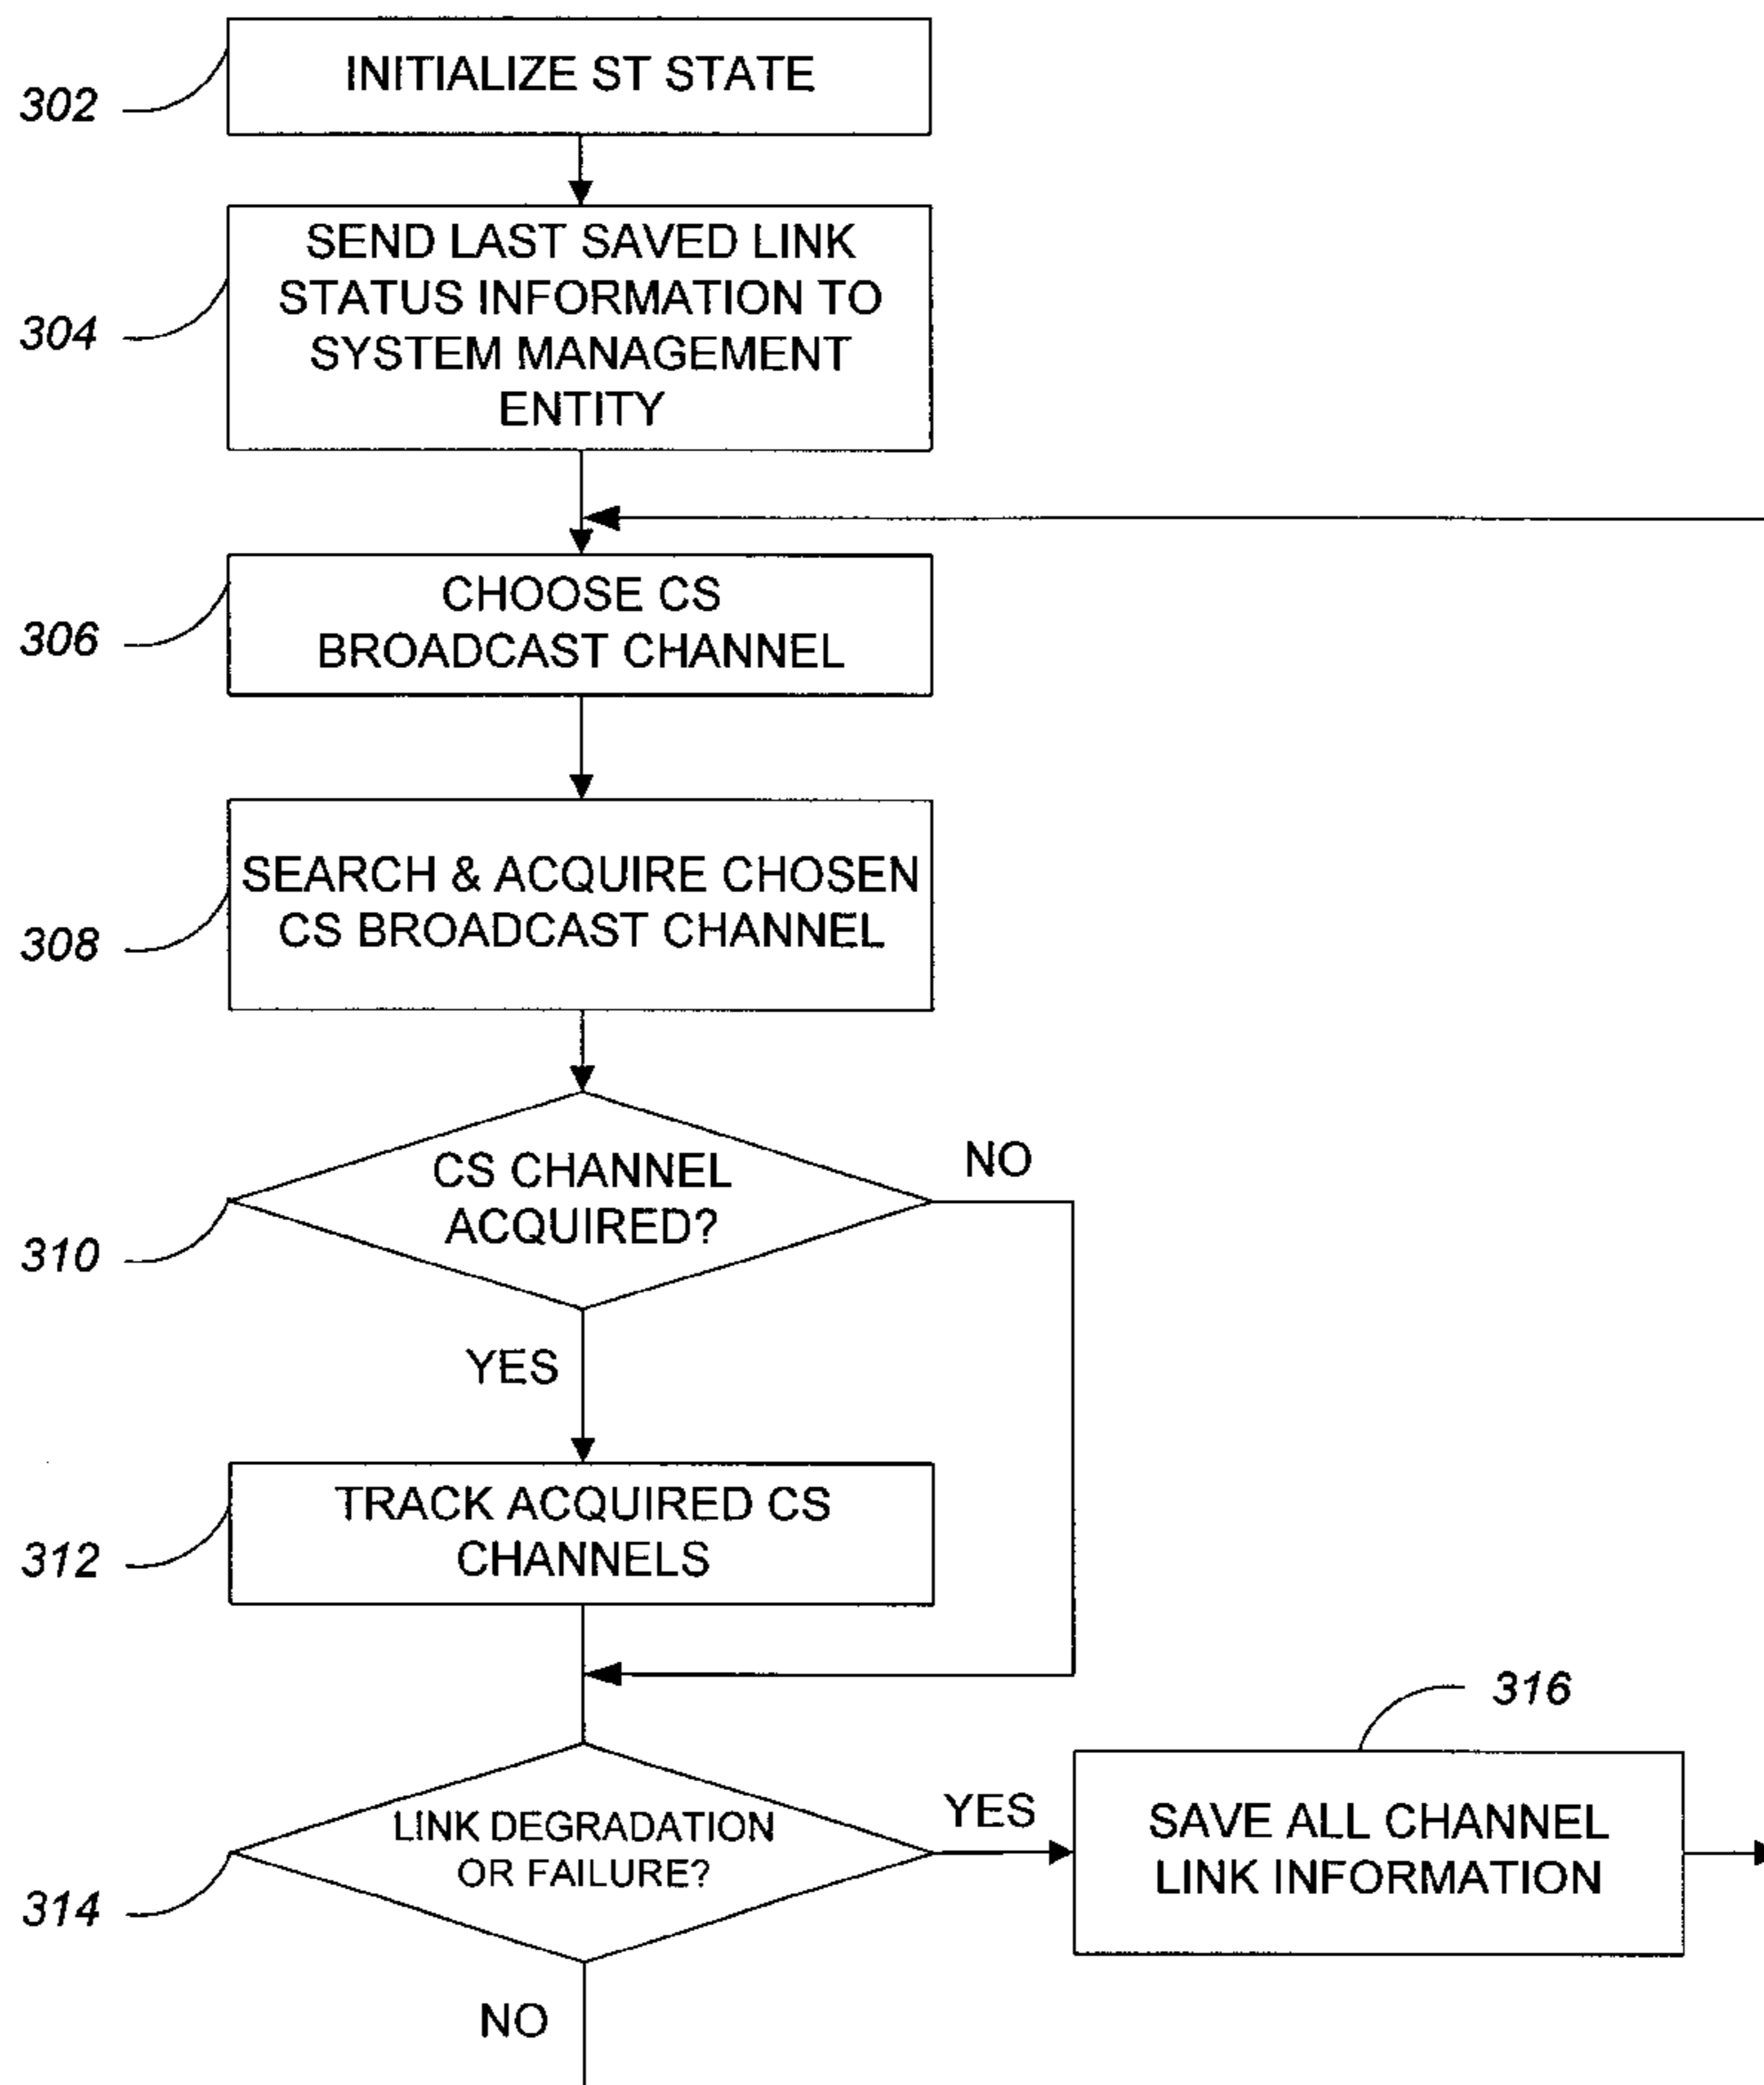 302
INITIALIZE ST STATE
304
SEND LAST SAVED LINK
STATUS INFORMATION TO
SYSTEM MANAGEMENT
ENTITY
306
CHOOSE CS
BROADCAST CHANNEL
308
SEARCH & ACQUIRE CHOSEN
CS BROADCAST CHANNEL
310
CS CHANNEL
ACQUIRED?
NO
YES
312
TRACK ACQUIRED CS
CHANNELS
314
LINK DEGRADATION
OR FAILURE?
YES
316
SAVE ALL CHANNEL
LINK INFORMATION
NO